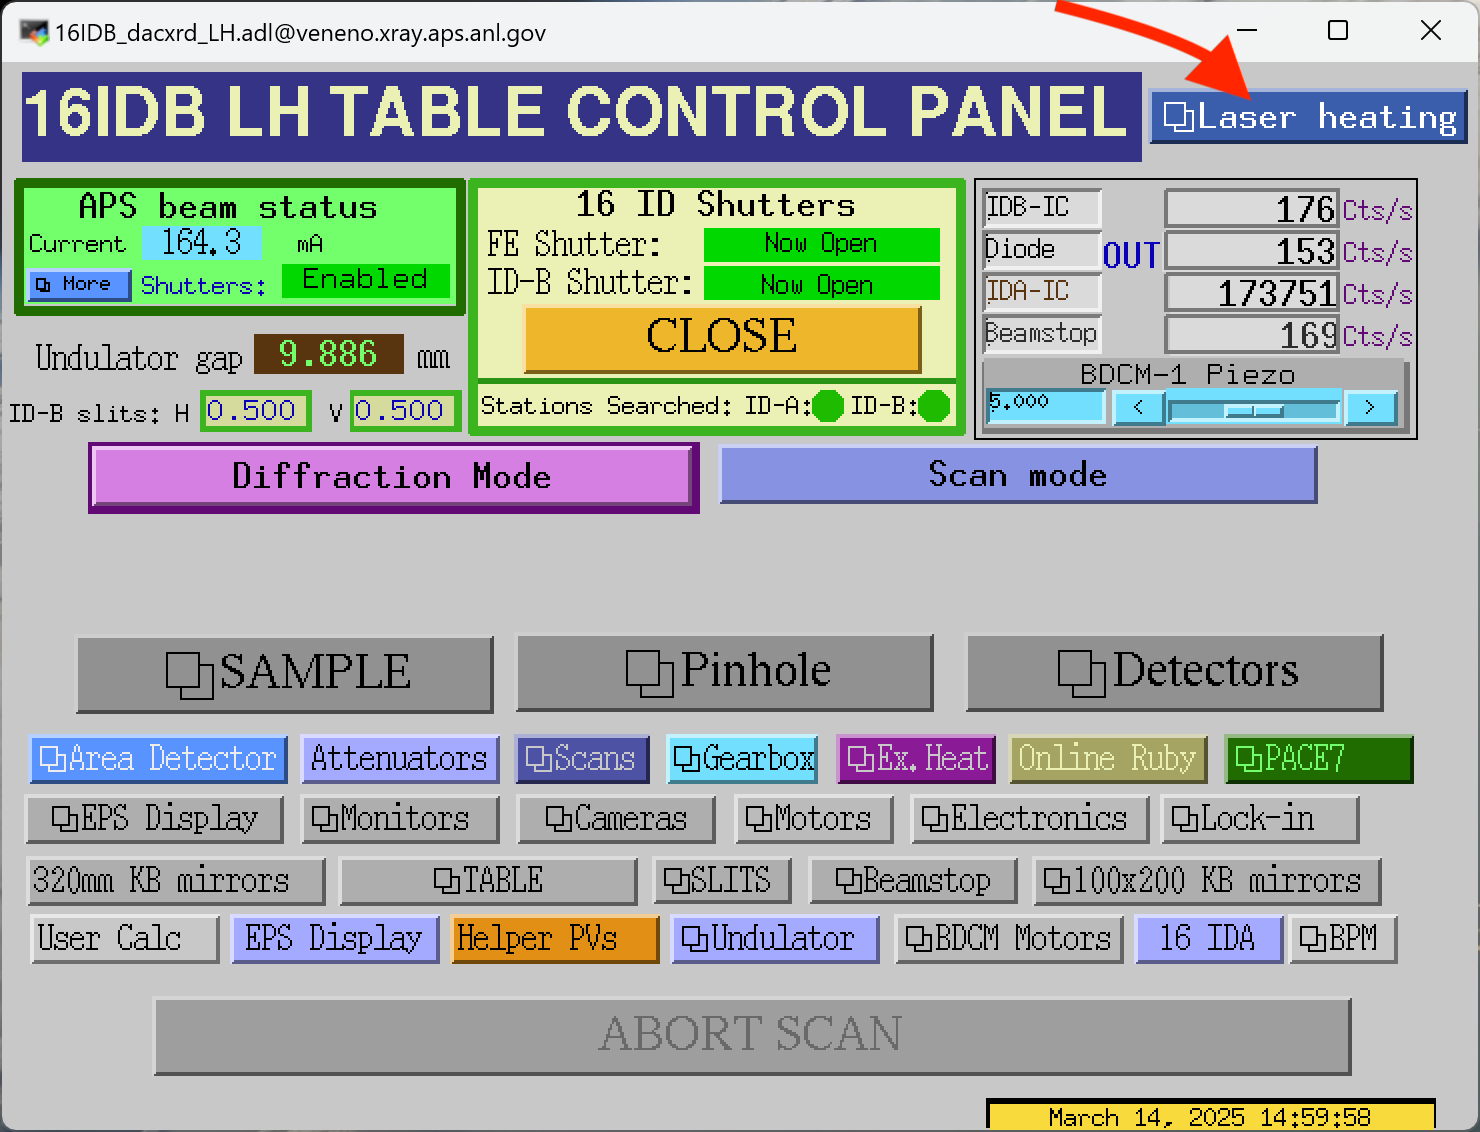 16IDB_dacxrd_LH.adl@veneno.xray.aps.anl.gov
16IDB LH TABLE CONTROL PANEL
Laser heating
APS beam status
Current 164.3 mA
More Shutters: Enabled
Undulator gap 9.886 mm
ID-B slits: H 0.500 V 0.500
16 ID Shutters
FE Shutter: Now Open
ID-B Shutter: Now Open
CLOSE
Stations Searched: ID-A: ID-B:
IDB-IC 176 Cts/s
Diode OUT 153 Cts/s
IDA-IC 173751 Cts/s
Beamstop 169 Cts/s
BDCM-1 Piezo
5.000 < >
Diffraction Mode Scan mode
SAMPLE Pinhole Detectors
Area Detector Attenuators Scans Gearbox Ex.Heat Online Ruby PACE7
EPS Display Monitors Cameras Motors Electronics Lock-in
320mm KB mirrors TABLE SLITS Beamstop 100x200 KB mirrors
User Calc EPS Display Helper PVs Undulator BDCM Motors 16 IDA BPM
ABORT SCAN
March 14, 2025 14:59:58